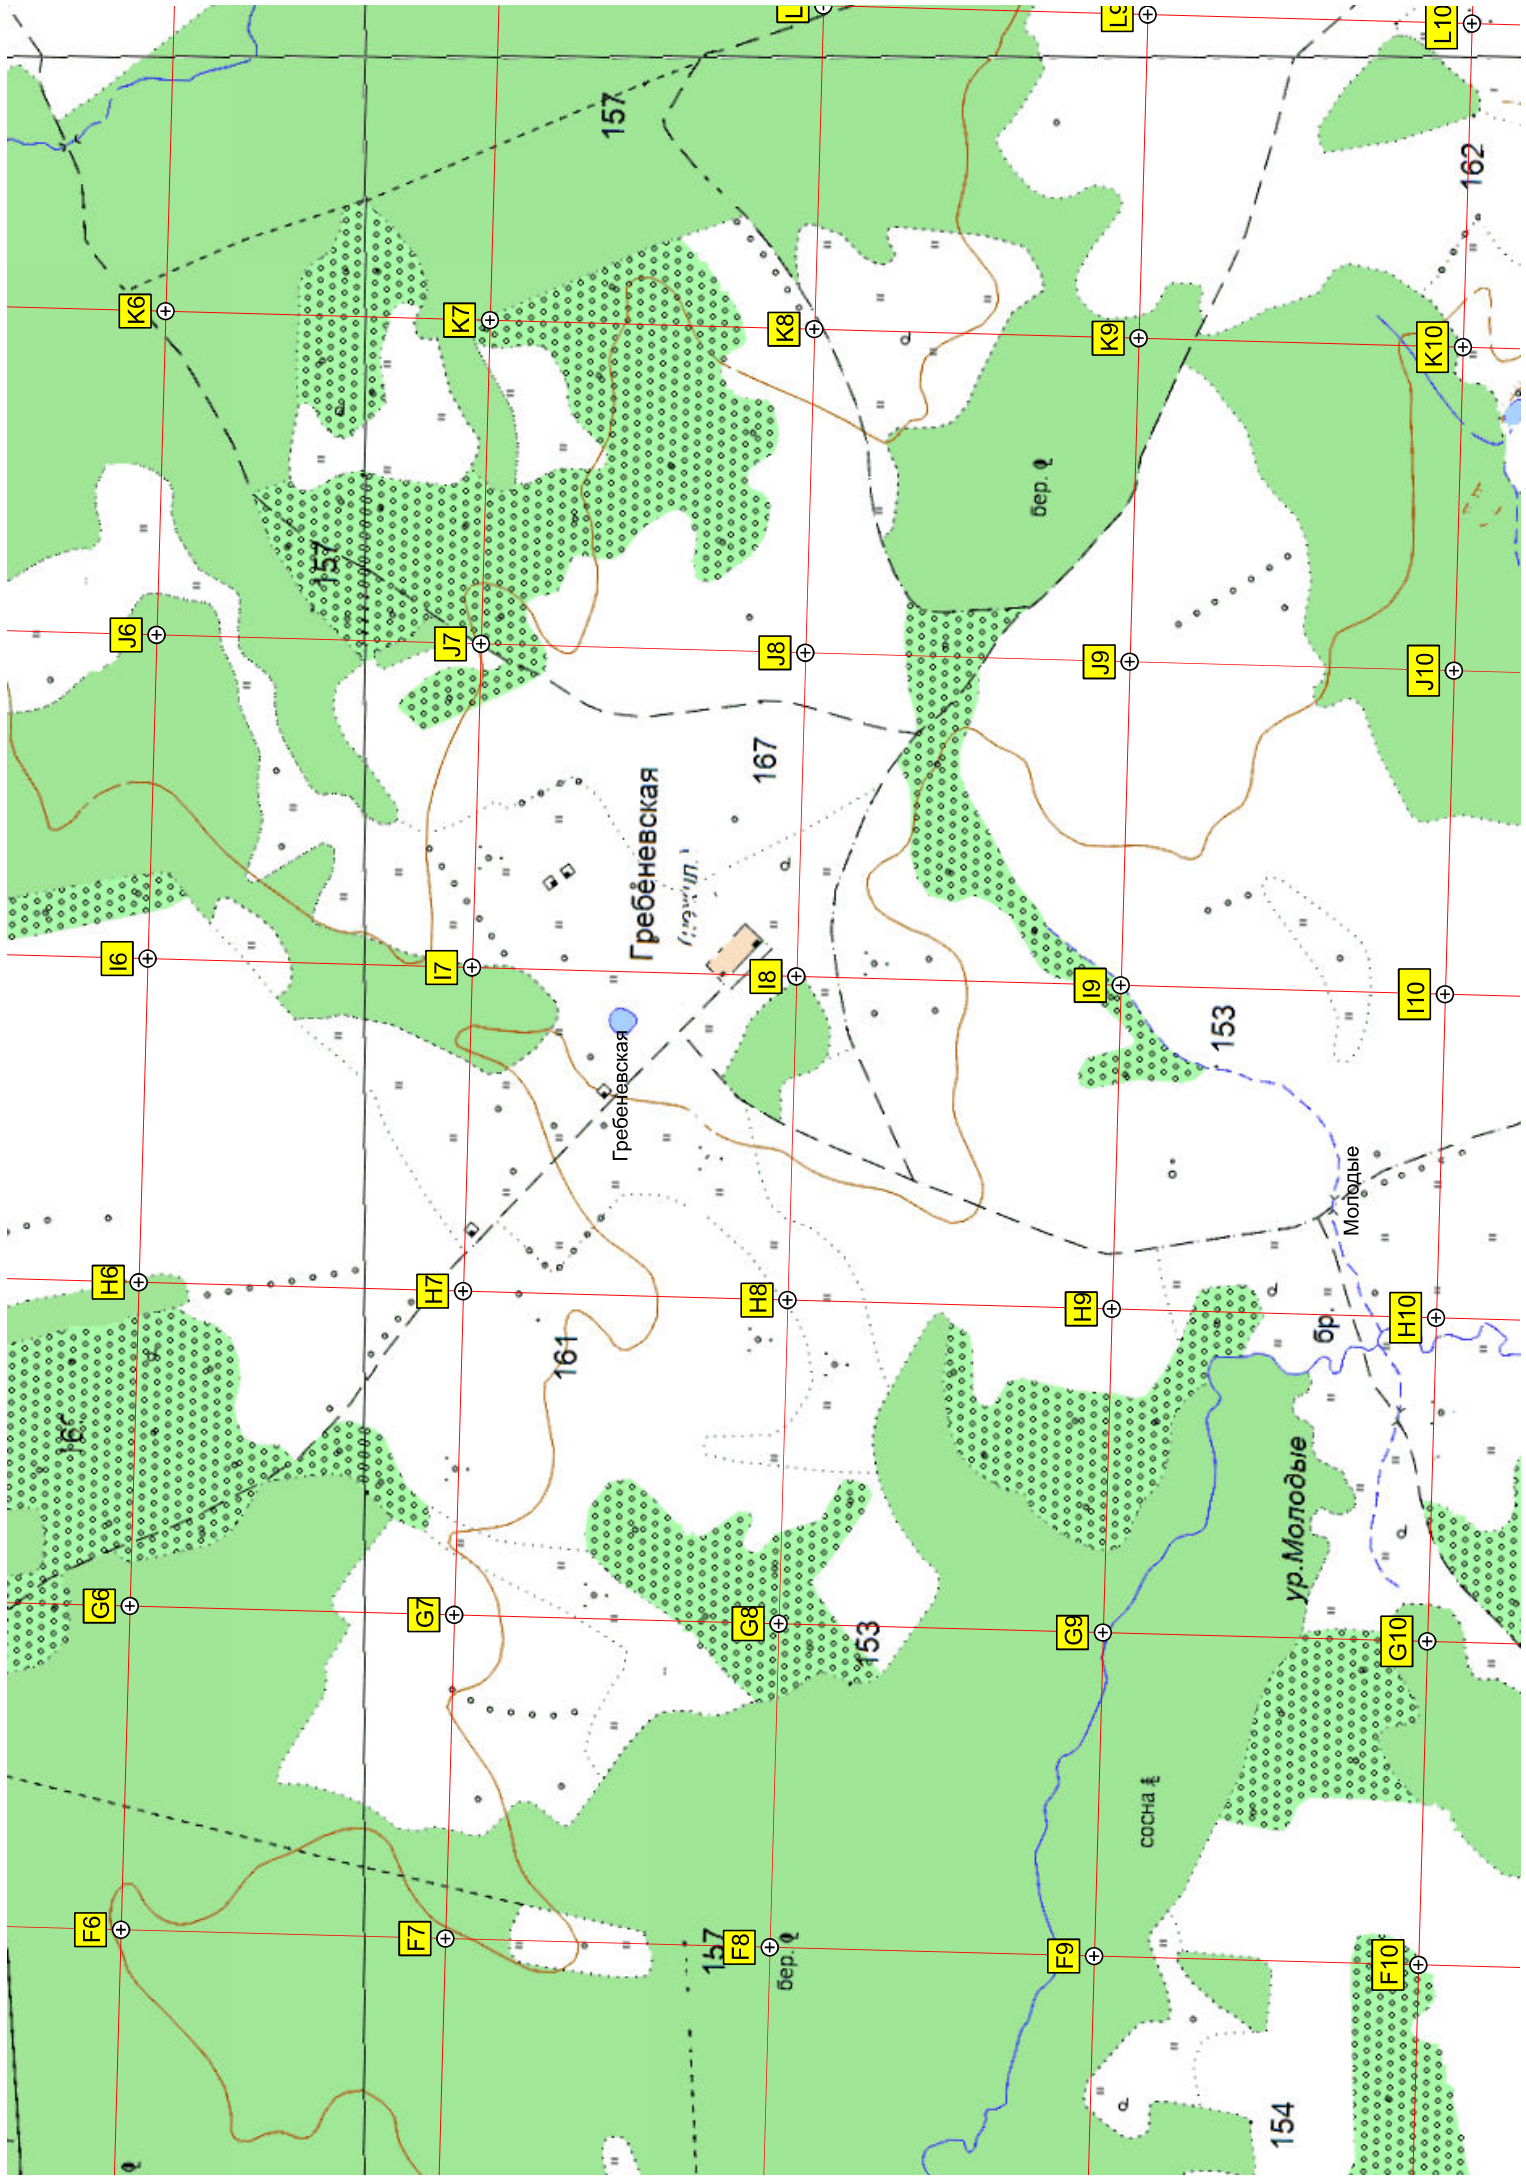 L
L9
L10
157
162
K6
K7
K8
K9
K10
бер.
157
J6
J7
J8
J9
J10
167
Гребеневская
I6
I7
I8
I9
I10
153
Гребеневская
Молодые
H6
H7
H8
H9
H10
бр.
161
ур.Молодые
G6
G7
G8
G9
G10
153
сосна
F6
F7
F8
F9
F10
157
бер.
154